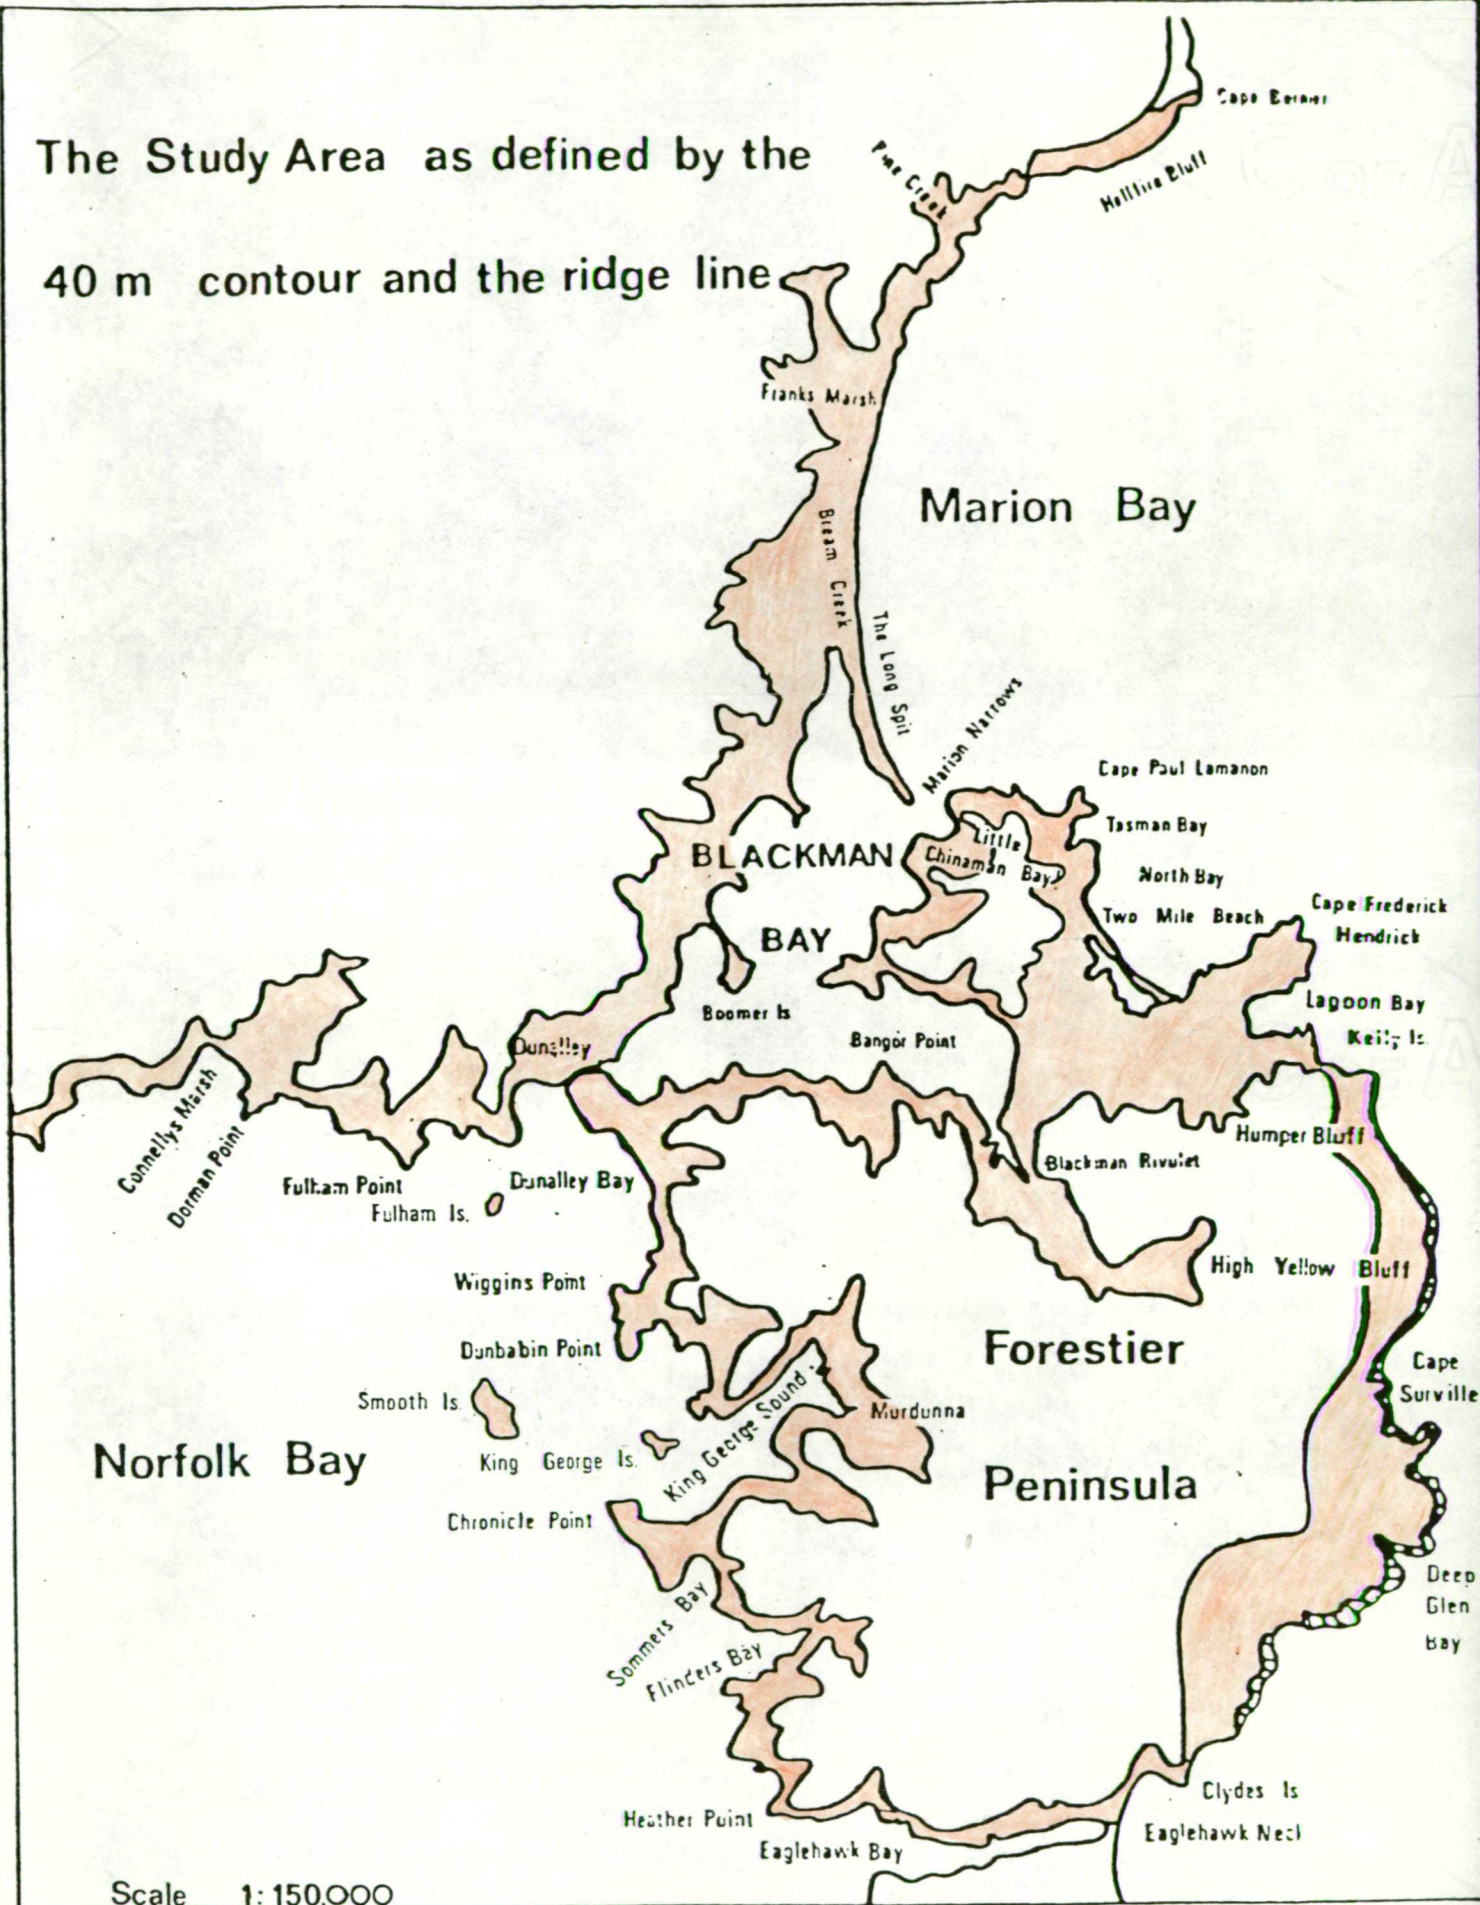 The Study Area as defined by the
40 m contour and the ridge line
Cape Bernier
Hellfire Bluff
Pine Creek
Franks Marsh
Marion Bay
Bream Creek
The Long Spit
Marion Narrows
Cape Paul Lamanon
Tasman Bay
Little
Chinaman Bay
North Bay
Two Mile Beach
Cape Frederick
Hendrick
BLACKMAN
BAY
Lagoon Bay
Kelly Is.
Boomer Is
Bangor Point
Dunalley
Connellys Marsh
Dorman Point
Fulham Point
Fulham Is.
Dunalley Bay
Humper Bluff
Blackman Rivulet
High Yellow Bluff
Wiggins Point
Dunbabin Point
Forestier
Peninsula
Cape
Surville
Smooth Is.
King George Is.
King George Sound
Murdunna
Norfolk Bay
Chronicle Point
Sommers Bay
Flinders Bay
Deep
Glen
Bay
Heather Point
Eaglehawk Bay
Clydes Is
Eaglehawk Neck
Scale 1:150,000